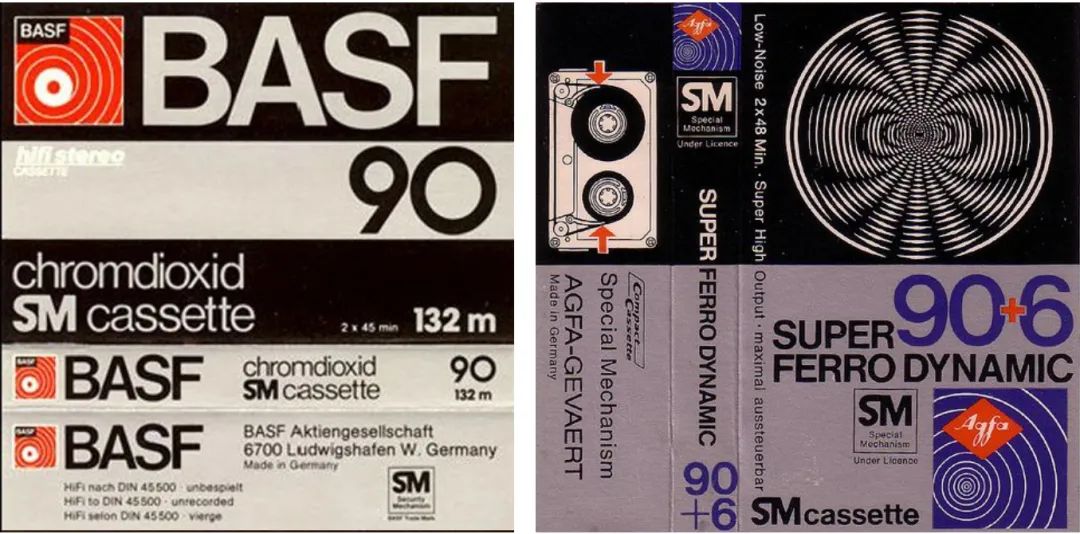 BASF
BASF
hifi stereo
CASSETTE
90
chromdioxid
SM cassette
2 x 45 min 132 m
BASF
BASF
chromdioxid
SM cassette
90
132 m
BASF
BASF
BASF Aktiengesellschaft
6700 Ludwigshafen W. Germany
Made in Germany
HiFi nach DIN 45500 · unbespielt
HiFi to DIN 45500 · unrecorded
HiFi selon DIN 45500 · vierge
SM
Security
Mechanism
BASF Trade Mark
Compact
Cassette
Special Mechanism
AGFA-GEVAERT
Made in Germany
Agfa
SM
Special
Mechanism
Under Licence
SUPER FERRO DYNAMIC
90
+6
Low-Noise 2x48 Min. · Super High Output · maximal aussteuerbar
90+6
SUPER
FERRO DYNAMIC
SM
Special
Mechanism
Under Licence
Agfa
SM cassette